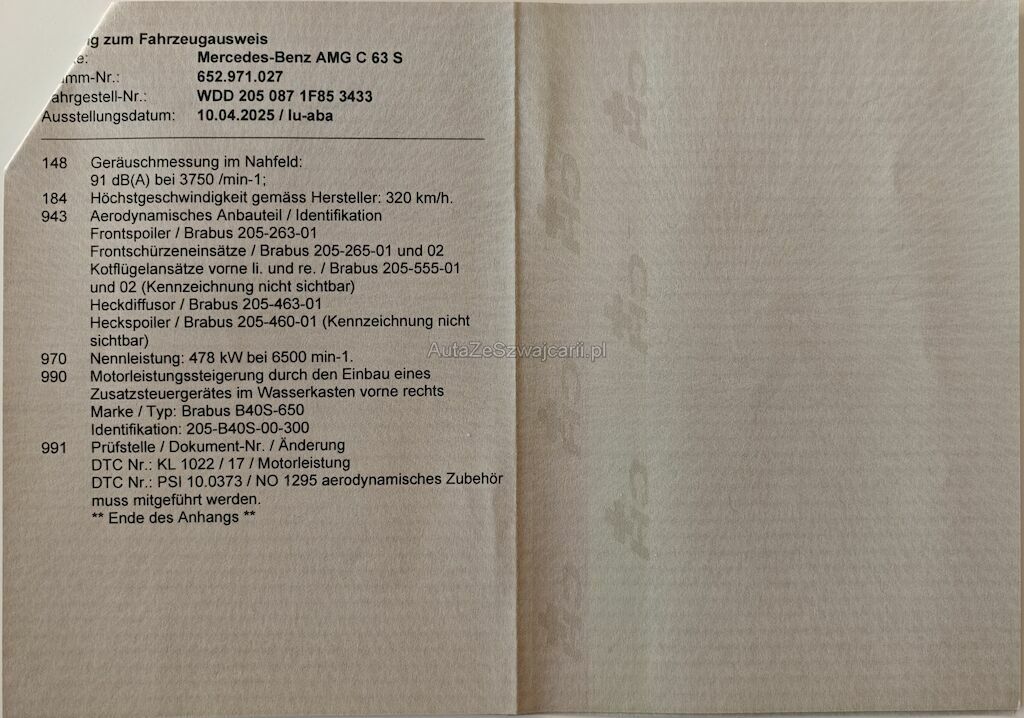 zum Fahrzeugausweis
Mercedes-Benz AMG C 63 S
652.971.027
WDD 205 087 1F85 3433
Ausstellungsdatum: 10.04.2025 / lu-aba
148 Geräuschmessung im Nahfeld:
91 dB(A) bei 3750 /min-1;
184 Höchstgeschwindigkeit gemäss Hersteller: 320 km/h.
943 Aerodynamisches Anbauteil / Identifikation
Frontspoiler / Brabus 205-263-01
Frontschürzeneinsätze / Brabus 205-265-01 und 02
Kotflügelansätze vorne li. und re. / Brabus 205-555-01
und 02 (Kennzeichnung nicht sichtbar)
Heckdiffusor / Brabus 205-463-01
Heckspoiler / Brabus 205-460-01 (Kennzeichnung nicht
sichtbar)
AutaZeSzwajcarii.pl
970 Nennleistung: 478 kW bei 6500 min-1.
990 Motorleistungssteigerung durch den Einbau eines
Zusatzsteuergerätes im Wasserkasten vorne rechts
Marke / Typ: Brabus B40S-650
Identifikation: 205-B40S-00-300
991 Prüfstelle / Dokument-Nr. / Änderung
DTC Nr.: KL 1022 / 17 / Motorleistung
DTC Nr.: PSI 10.0373 / NO 1295 aerodynamisches Zubehör
muss mitgeführt werden.
** Ende des Anhangs **